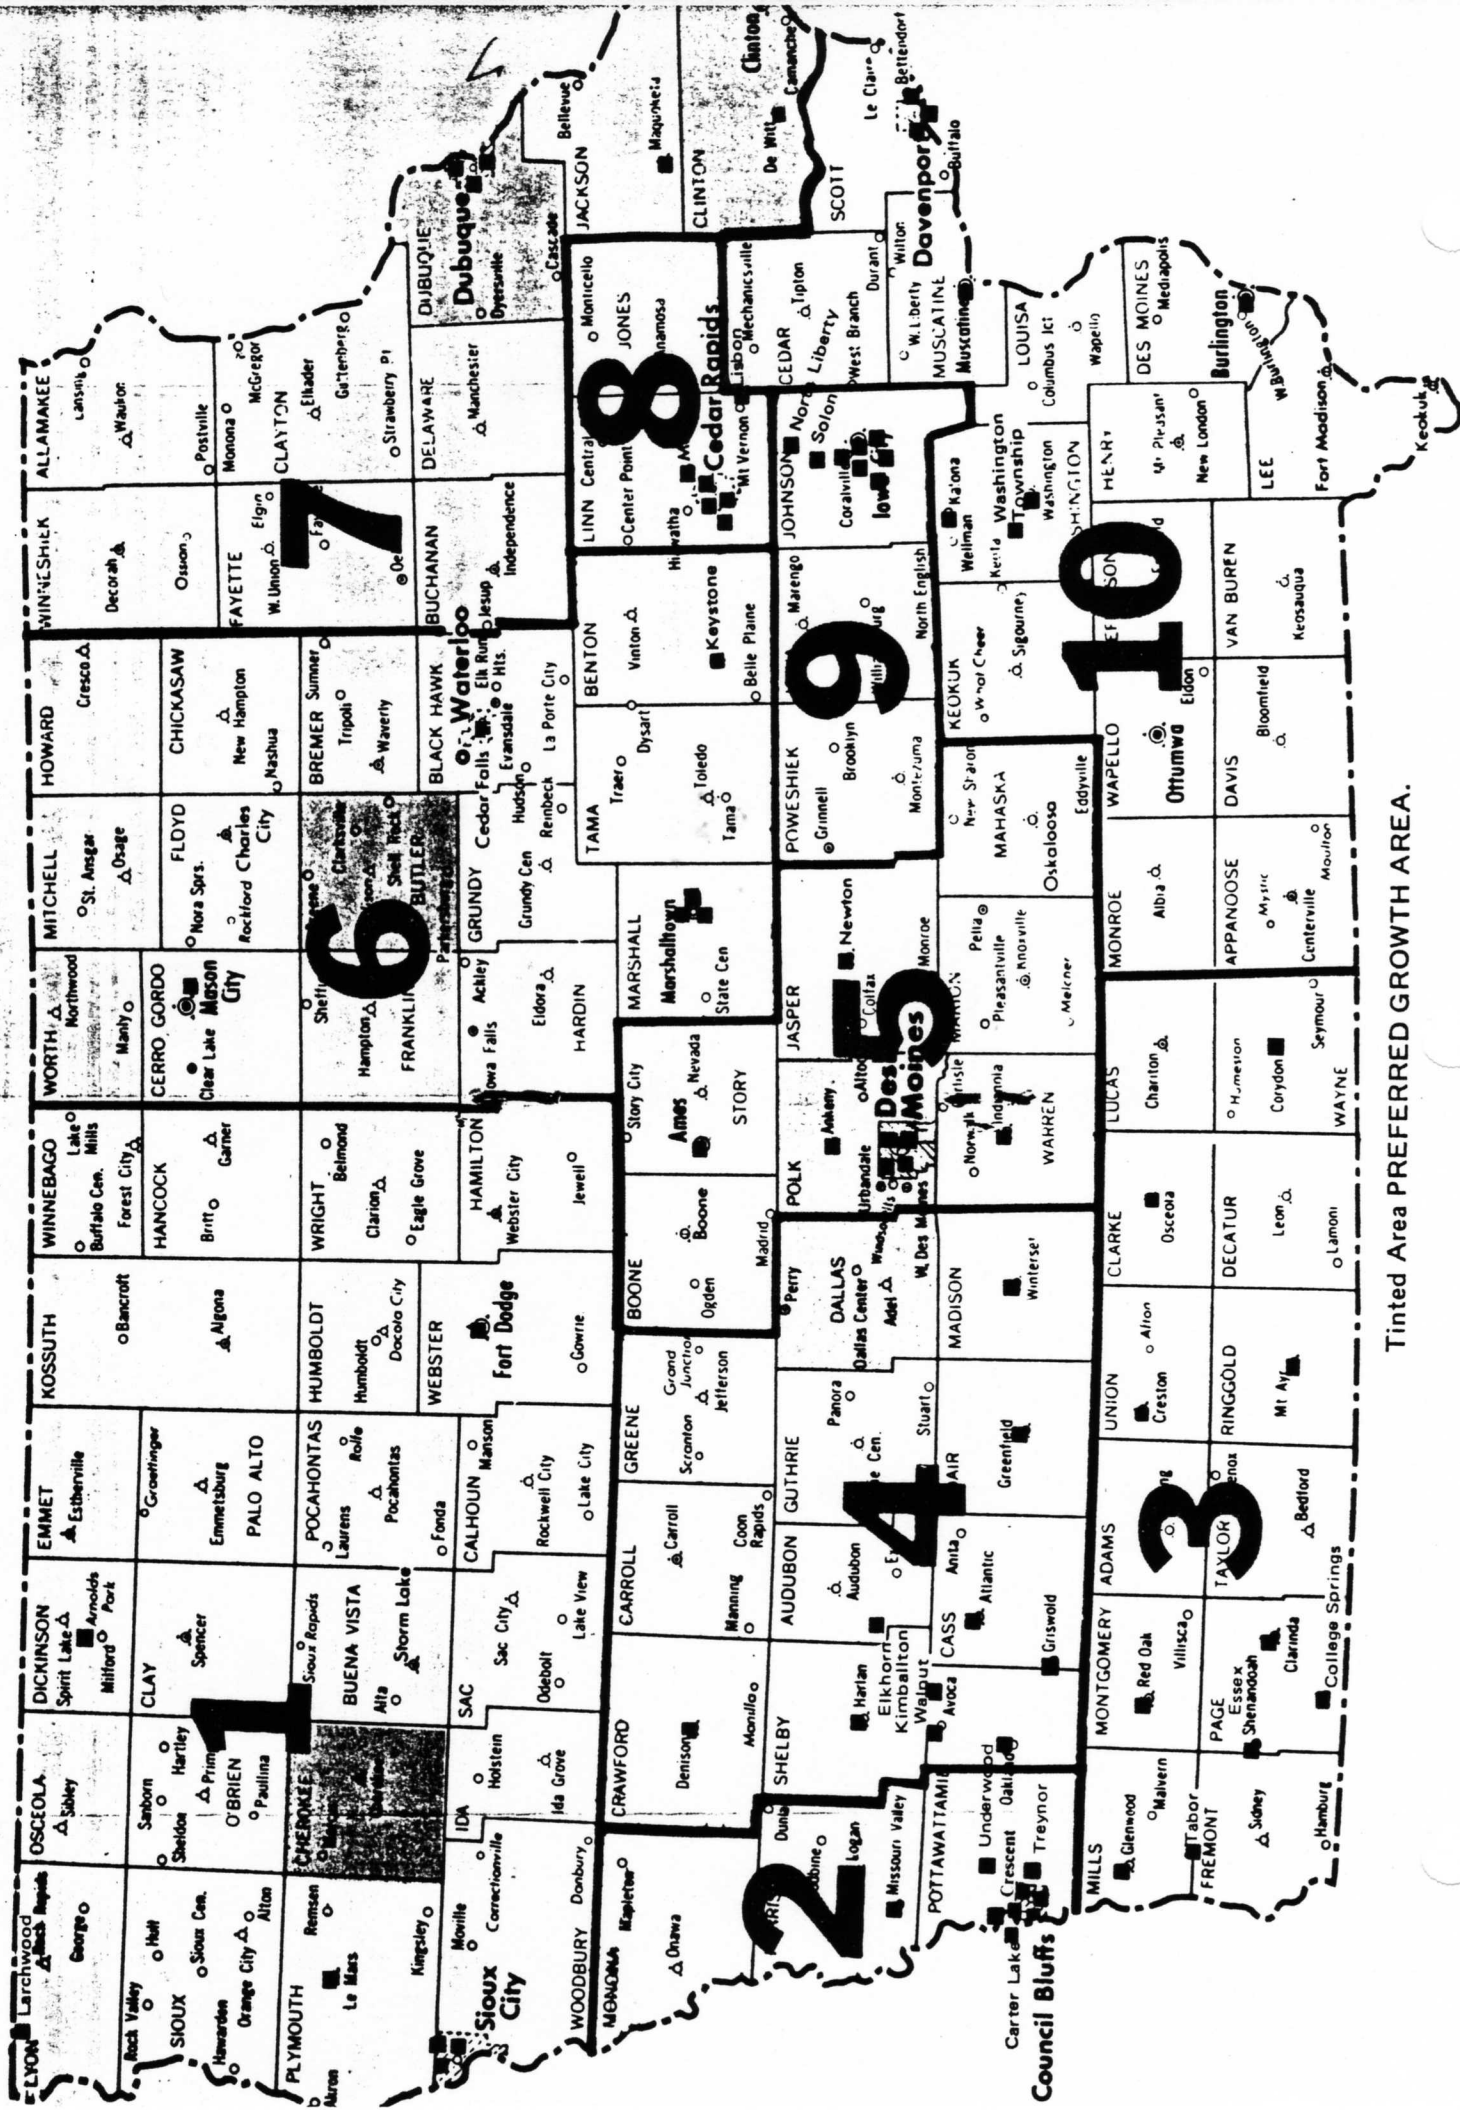 LYON
Larchwood
Rock Rapids
George
OSCEOLA
Sibley
DICKINSON
Spirit Lake
Arnolds
Park
Milford
EMMET
Estherville
KOSSUTH
Bancroft
Algona
WINNEBAGO
Lake
Mills
Buffalo Cen.
Forest City
WORTH
Northwood
Manly
MITCHELL
St. Ansgar
Osage
HOWARD
Cresco
WINNESHIEK
Decorah
Osson
ALLAMAKEE
Lansing
Waukon
Postville
Rock Valley
Hull
SIOUX
Sioux Cen.
Hawarden
Orange City
Alton
Sanborn
Hartley
Sheldon
Prim
O'BRIEN
Paullina
CLAY
Spencer
Graettinger
Emmetsburg
PALO ALTO
HANCOCK
Britt
Garner
CERRO GORDO
Clear Lake
Mason
City
FLOYD
Nora Sprs.
Rockford
Charles
City
CHICKASAW
New Hampton
Nashua
FAYETTE
Elgin
W. Union
Monona
McGregor
CLAYTON
Elkader
Guttenberg
Strawberry Pt
PLYMOUTH
Akron
Remsen
Le Mars
Kingsley
CHEROKEE
1
Sioux Rapids
BUENA VISTA
Alta
Storm Lake
POCAHONTAS
Laurens
Rolfe
Pocahontas
Fonda
HUMBOLDT
Humboldt
Dacola City
WRIGHT
Belmond
Clarion
Eagle Grove
Hampton
FRANKLIN
6
Clarksville
Shell Rock
BUTLER
Parkersburg
BREMER
Sumner
Tripoli
Waverly
7
BUCHANAN
Jesup
Independence
DELAWARE
Manchester
DUBUQUE
Dubuque
Dyersville
Cascade
Sioux
City
Moville
Correctionville
WOODBURY
Danbury
IDA
Holstein
Ida Grove
SAC
Sac City
Odebolt
Lake View
CALHOUN
Manson
Rockwell City
Lake City
WEBSTER
Fort Dodge
Gowrie
HAMILTON
Webster City
Jewell
Iowa Falls
Ackley
Eldora
HARDIN
GRUNDY
Grundy Cen
Reinbeck
BLACK HAWK
Waterloo
Cedar Falls
Elk Run
Hts.
Evansdale
Hudson
La Porte City
MONONA
Mapleton
Onawa
CRAWFORD
Denison
Manilla
CARROLL
Carroll
Coon
Rapids
Manning
GREENE
Grand
Junction
Scranton
Jefferson
BOONE
Boone
Ogden
Madrid
Story City
Ames
Nevada
STORY
MARSHALL
Marshalltown
State Cen
TAMA
Traer
Dysart
Toledo
Tama
BENTON
Vinton
Keystone
Belle Plaine
LINN
Central
Center Point
Hiawatha
Cedar Rapids
Mt Vernon
Lisbon
8
Monticello
JONES
JACKSON
Bellevue
Maquoketa
CLINTON
Clinton
De Witt
Camanche
2
Logan
Missouri Valley
SHELBY
Harlan
Elkhorn
Kimballton
Walnut
AUDUBON
Audubon
GUTHRIE
Panora
Stuart
4
Perry
DALLAS
Dallas Center
Adel
POLK
Ankeny
Urbandale
Des
Moines
W. Des Moines
JASPER
Newton
Colfax
Monroe
5
POWESHIEK
Grinnell
Brooklyn
Montezuma
9
Marengo
North English
JOHNSON
Solon
Coralville
Iowa City
CEDAR
Mechanicsville
Tipton
West Branch
Durant
SCOTT
Le Claire
Bettendorf
Davenport
Buffalo
POTTAWATTAMIE
Underwood
Crescent
Oakland
Treynor
Carter Lake
Council Bluffs
Avoca
CASS
Anita
Atlantic
Griswold
Greenfield
MADISON
Winterset
WARREN
Norwalk
Indianola
Pleasantville
Pella
Knoxville
Melcher
MAHASKA
New Sharon
Oskaloosa
Eddyville
KEOKUK
What Cheer
Sigourney
Wellman
Washington
Township
Washington
MUSCATINE
Wilton
Muscatine
LOUISA
Columbus Jct
Wapello
MILLS
Glenwood
Malvern
Tabor
FREMONT
Sidney
Hamburg
MONTGOMERY
Red Oak
Villisca
PAGE
Essex
Shenandoah
Clarinda
College Springs
ADAMS
TAYLOR
3
Bedford
UNION
Afton
Creston
RINGGOLD
Mt Ayr
CLARKE
Osceola
DECATUR
Leon
Lamoni
LUCAS
Chariton
Humeston
Corydon
Seymour
WAYNE
MONROE
Albia
APPANOOSE
Mystic
Centerville
Moulton
WAPELLO
Ottumwa
Eldon
DAVIS
Bloomfield
10
VAN BUREN
Keosauqua
HENRY
Mt Pleasant
New London
LEE
Fort Madison
Keokuk
DES MOINES
Mediapolis
Burlington
W. Burlington
Tinted Area PREFERRED GROWTH AREA.